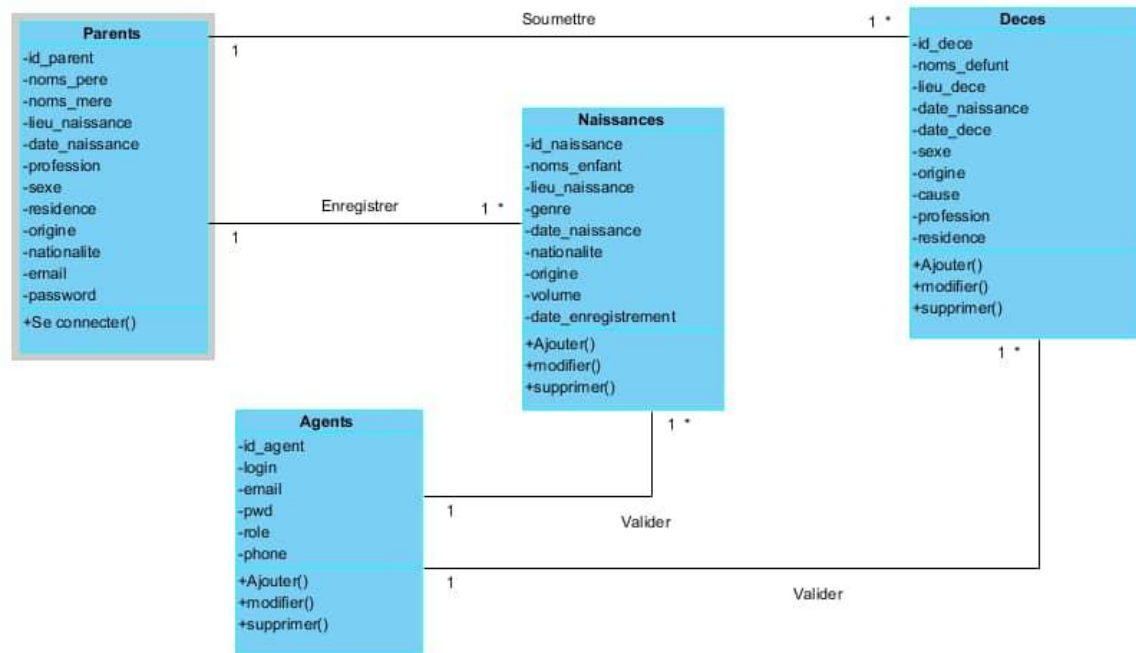 Parents
-id_parent
-noms_pere
-noms_mere
-lieu_naissance
-date_naissance
-profession
-sexe
-residence
-origine
-nationalite
-email
-password
+Se connecter()
Soumettre
1
1 *
Deces
-id_dece
-noms_defunt
-lieu_dece
-date_naissance
-date_dece
-sexe
-origine
-cause
-profession
-residence
+Ajouter()
+modifier()
+supprimer()
Enregistrer
1
1 *
Naissances
-id_naissance
-noms_enfant
-lieu_naissance
-genre
-date_naissance
-nationalite
-origine
-volume
-date_enregistrement
+Ajouter()
+modifier()
+supprimer()
1 *
1 *
Agents
-id_agent
-login
-email
-pwd
-role
-phone
+Ajouter()
+modifier()
+supprimer()
1
Valider
1
Valider